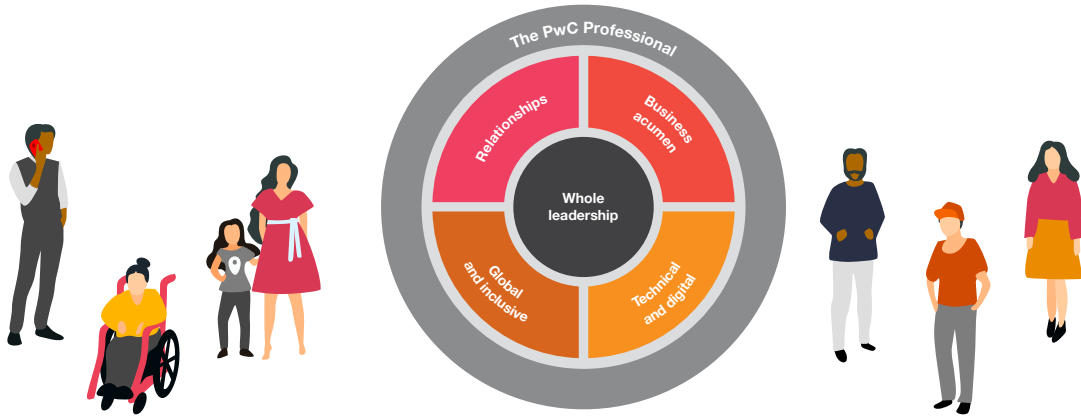 The PwC Professional
Relationships
Business
acumen
Whole
leadership
Global
and inclusive
Technical
and digital